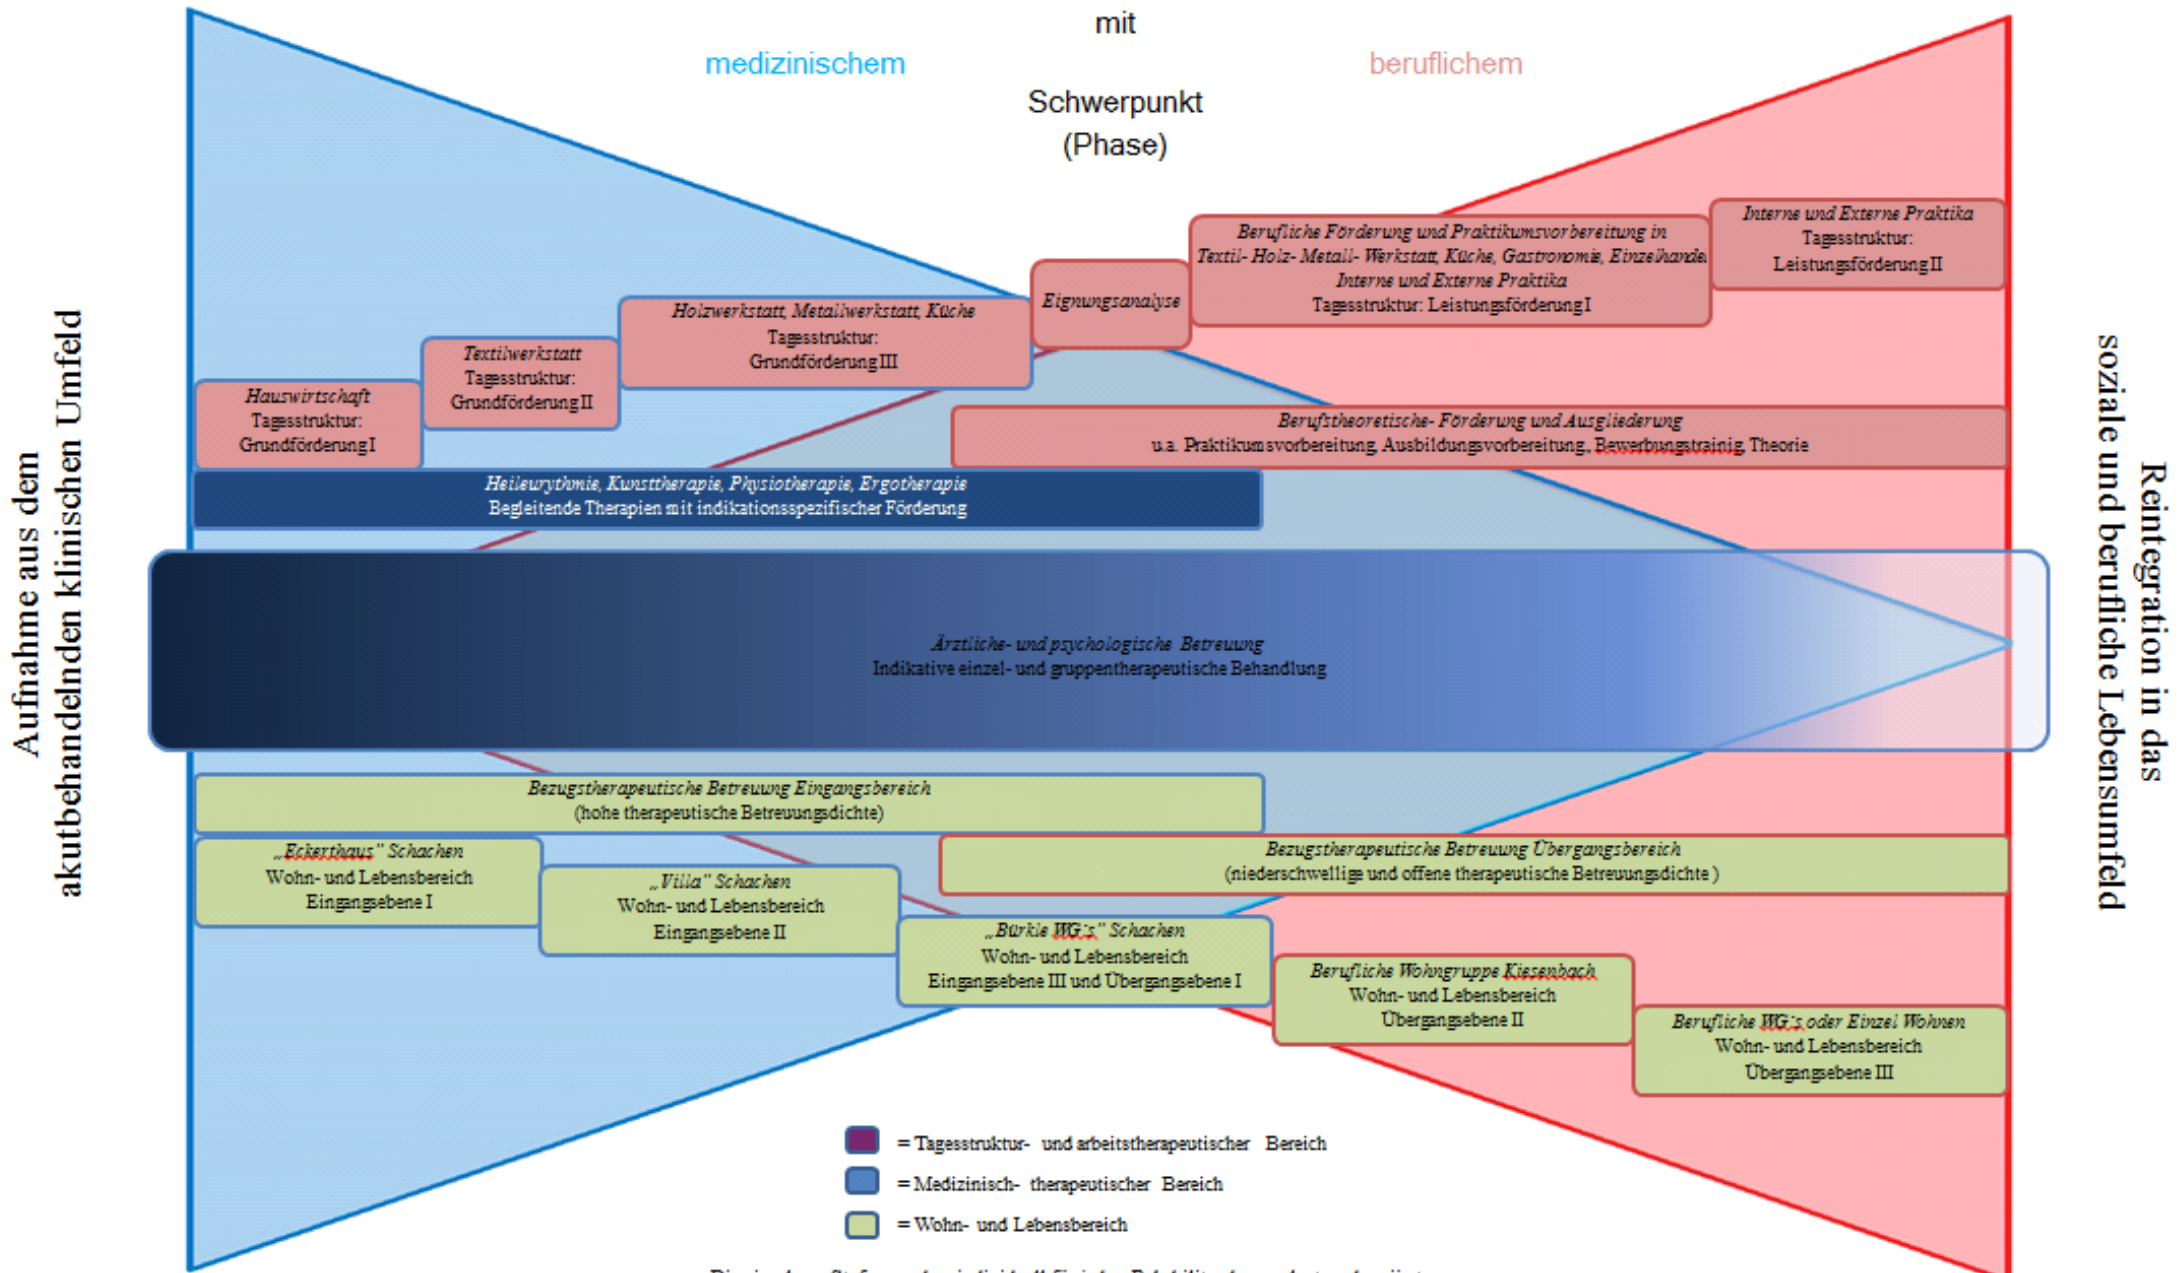 mit
medizinischem
beruflichem
Schwerpunkt
(Phase)
Aufnahme aus dem
akutbehandelnden klinischen Umfeld
Reintegration in das
soziale und berufliche Lebensumfeld
Interne und Externe Praktika
Tagesstruktur:
Leistungsförderung II
Berufliche Förderung und Praktikumsvorbereitung in
Textil- Holz- Metall- Werkstatt, Küche, Gastronomie, Einzelhandel
Interne und Externe Praktika
Tagesstruktur: Leistungsförderung I
Eignungsanalyse
Holzwerkstatt, Metallwerkstatt, Küche
Tagesstruktur:
Grundförderung III
Textilwerkstatt
Tagesstruktur:
Grundförderung II
Hauswirtschaft
Tagesstruktur:
Grundförderung I
Berufstheoretische- Förderung und Ausgliederung
u.a. Praktikumsvorbereitung, Ausbildungsvorbereitung,, Bewerbungstrainig, Theorie
Heileurythmie, Kunsttherapie, Physiotherapie, Ergotherapie
Begleitende Therapien mit indikationsspezifischer Förderung
Ärztliche- und psychologische Betreuung
Indikative einzel- und gruppentherapeutische Behandlung
Bezugstherapeutische Betreuung Eingangsbereich
(hohe therapeutische Betreuungsdichte)
Bezugstherapeutische Betreuung Übergangsbereich
(niederschwellige und offene therapeutische Betreuungsdichte )
„Eckerthaus" Schachen
Wohn- und Lebensbereich
Eingangsebene I
„Villa" Schachen
Wohn- und Lebensbereich
Eingangsebene II
„Bürkle WG´s" Schachen
Wohn- und Lebensbereich
Eingangsebene III und Übergangsebene I
Berufliche Wohngruppe Kiesenbach
Wohn- und Lebensbereich
Übergangsebene II
Berufliche WG´s oder Einzel Wohnen
Wohn- und Lebensbereich
Übergangsebene III
= Tagesstruktur- und arbeitstherapeutischer Bereich
= Medizinisch- therapeutischer Bereich
= Wohn- und Lebensbereich